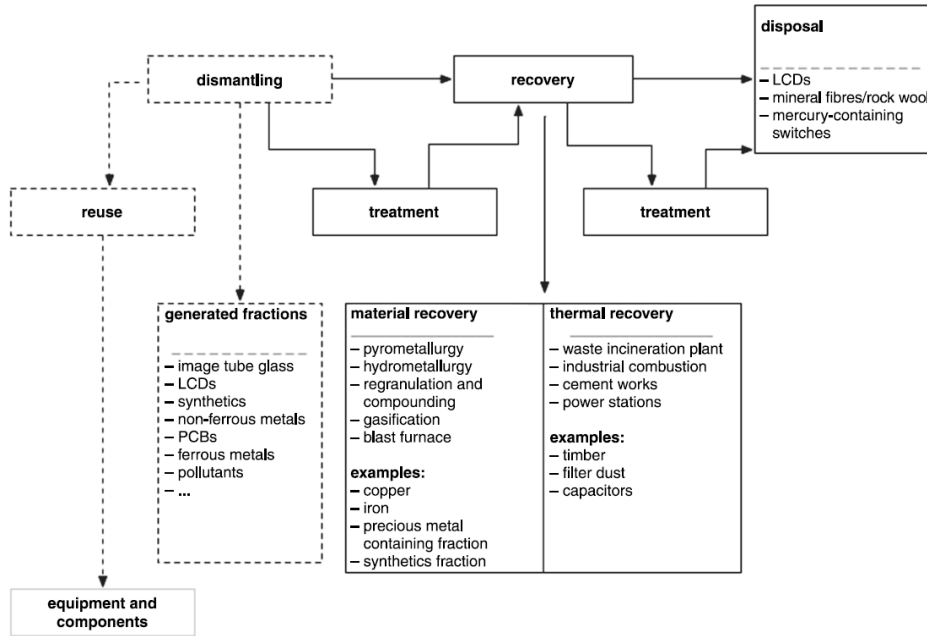 disposal
– LCDs
– mineral fibres/rock wool
– mercury-containing
switches
dismantling
recovery
reuse
treatment
treatment
generated fractions
– image tube glass
– LCDs
– synthetics
– non-ferrous metals
– PCBs
– ferrous metals
– pollutants
– ...
material recovery
– pyrometallurgy
– hydrometallurgy
– regranulation and
compounding
– gasification
– blast furnace
examples:
– copper
– iron
– precious metal
containing fraction
– synthetics fraction
thermal recovery
– waste incineration plant
– industrial combustion
– cement works
– power stations
examples:
– timber
– filter dust
– capacitors
equipment and
components